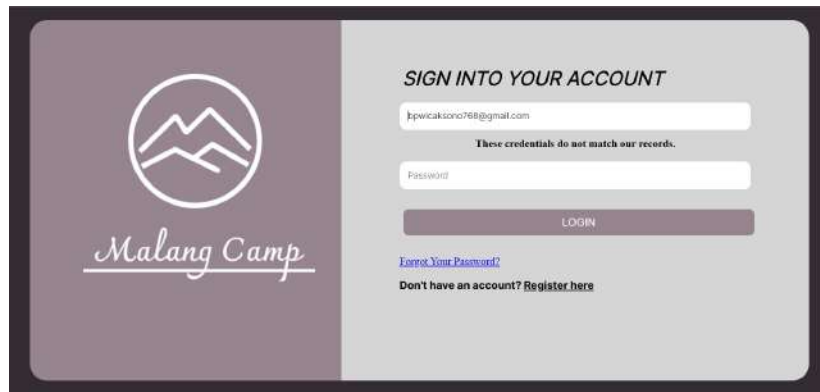 Malang Camp
SIGN INTO YOUR ACCOUNT
bpwicaksono768@gmail.com
These credentials do not match our records.
Password
LOGIN
Forgot Your Password?
Don't have an account? Register here